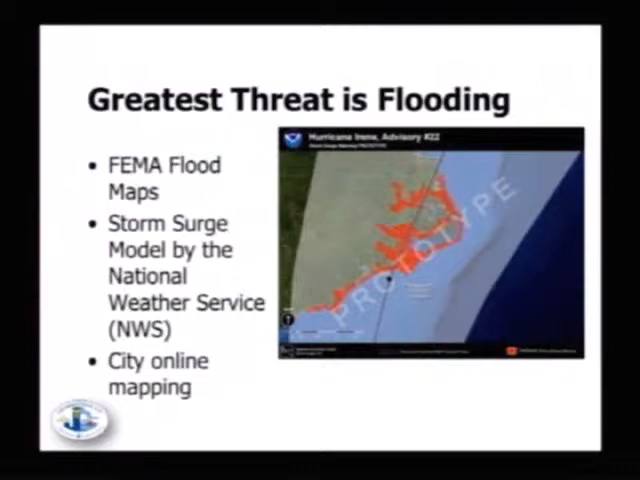 Greatest Threat is Flooding
• FEMA Flood
Maps
• Storm Surge
Model by the
National
Weather Service
(NWS)
• City online
mapping
Hurricane Irene, Advisory #22
PROTOTYPE